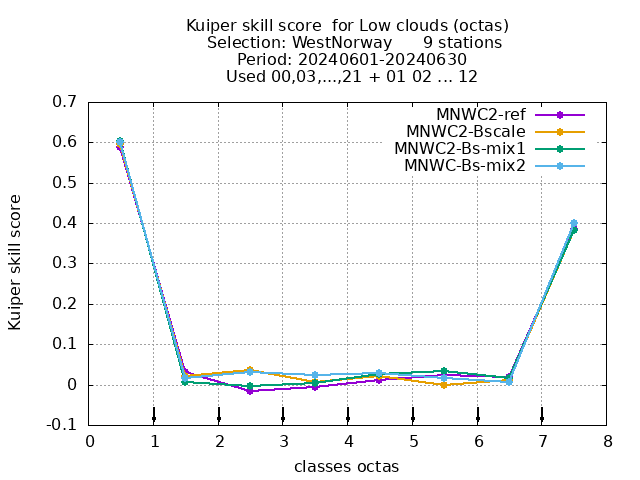 Kuiper skill score  for Low clouds (octas)
Selection: WestNorway      9 stations
Period: 20240601-20240630
Used 00,03,...,21 + 01 02 ... 12
MNWC2-ref
MNWC2-Bscale
MNWC2-Bs-mix1
MNWC-Bs-mix2
Kuiper skill score
0.7
0.6
0.5
0.4
0.3
0.2
0.1
0
-0.1
0 1 2 3 4 5 6 7 8
classes octas